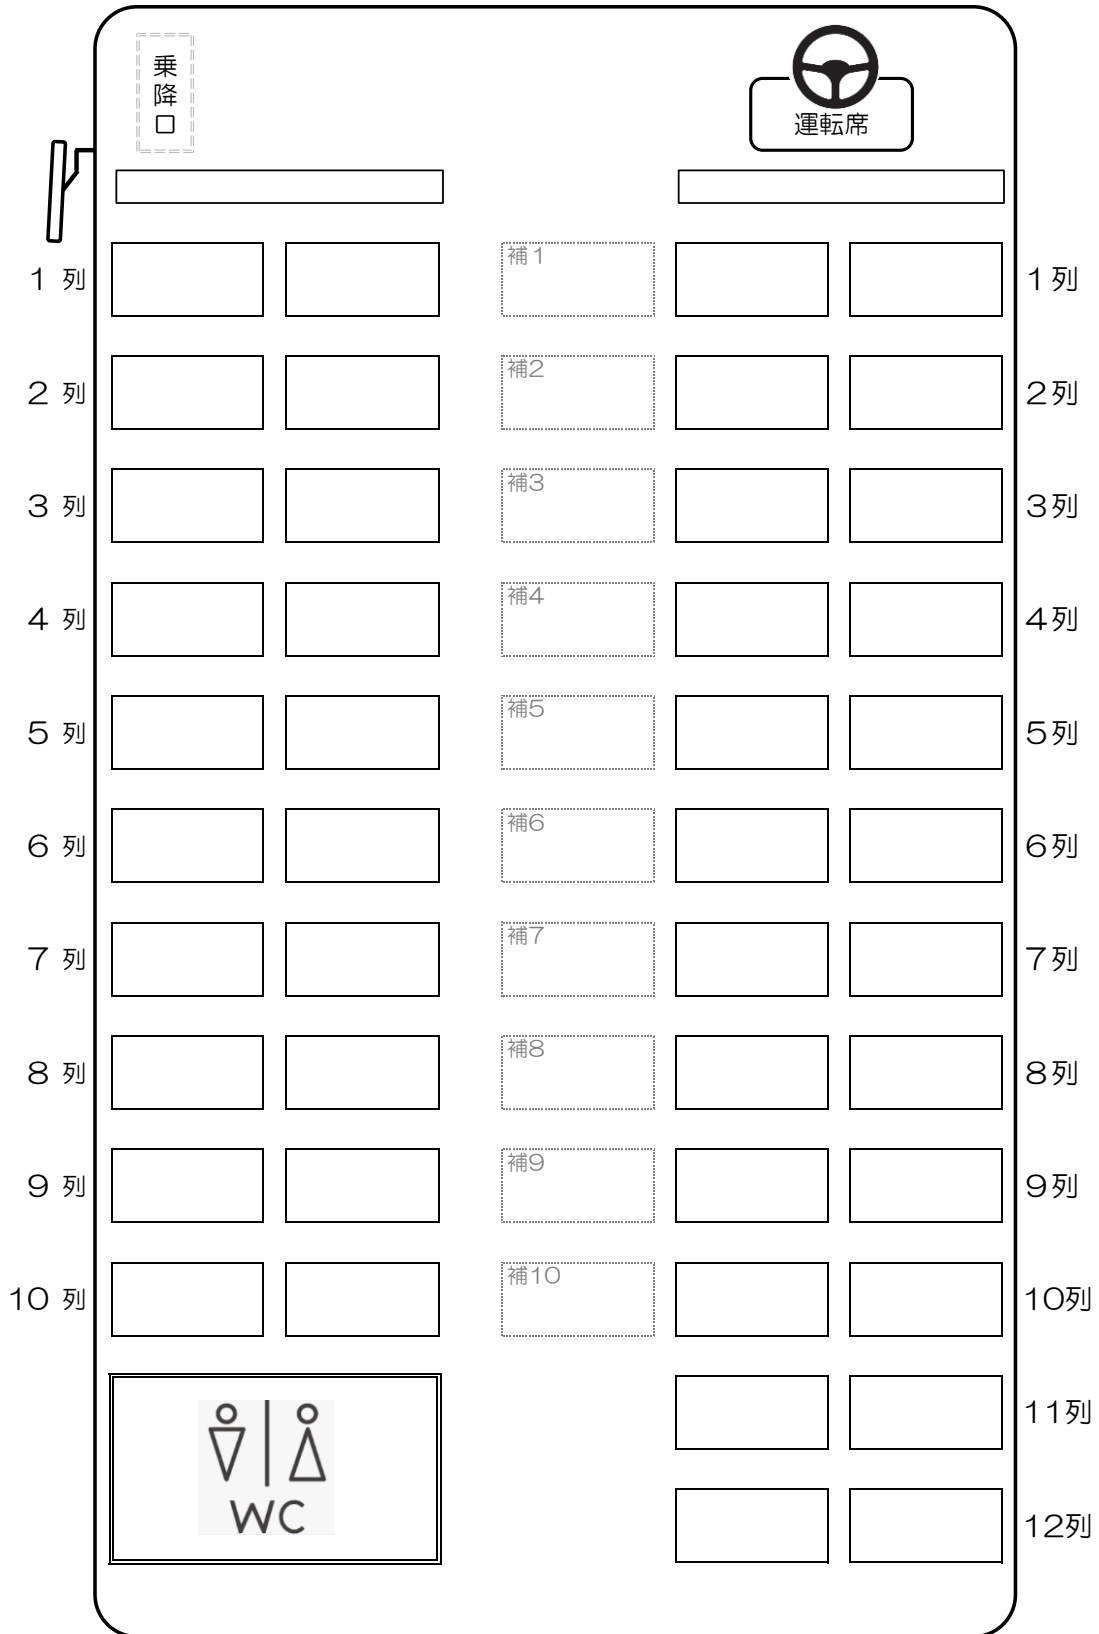 乗降口
運転席
1 列 補1 1列
2 列 補2 2列
3 列 補3 3列
4 列 補4 4列
5 列 補5 5列
6 列 補6 6列
7 列 補7 7列
8 列 補8 8列
9 列 補9 9列
10 列 補10 10列
11列
WC
12列